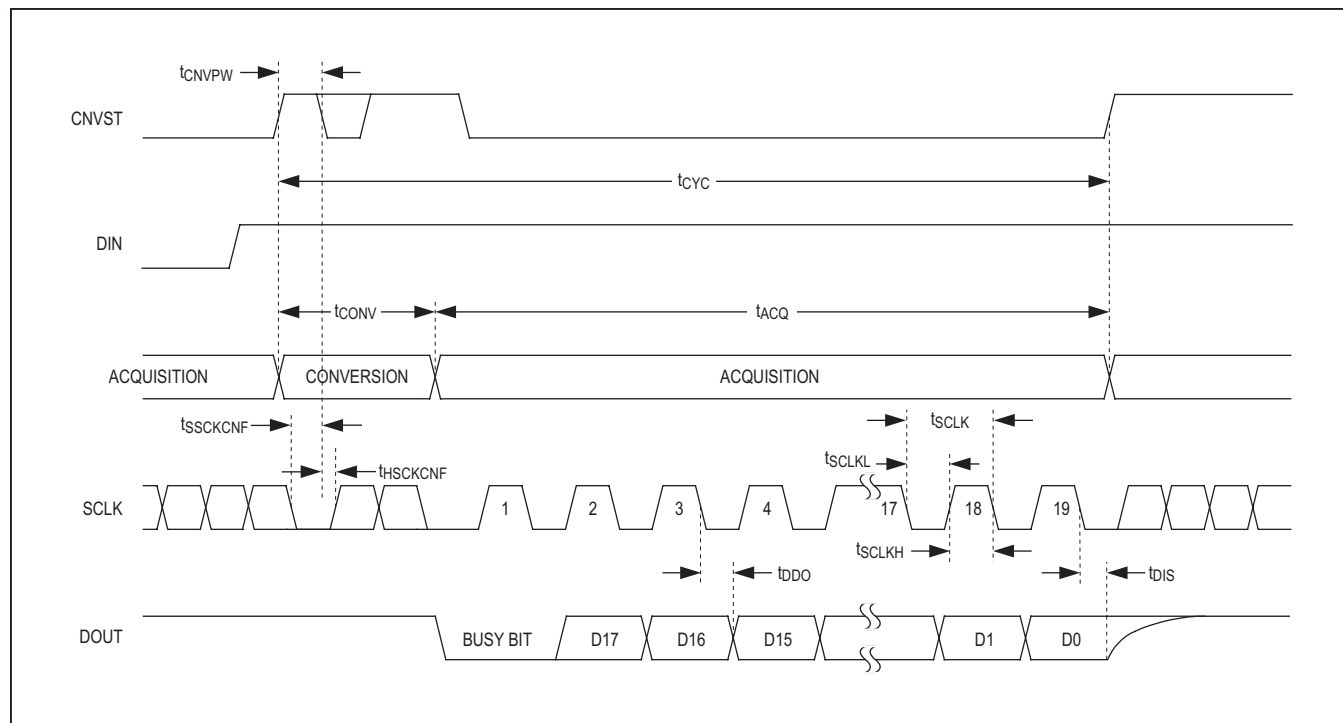 tCNVPW
CNVST
tCYC
DIN
tCONV
tACQ
ACQUISITION
CONVERSION
ACQUISITION
tSSCKCNF
tSCLK
tHSCKCNF
tSCLKL
SCLK
1
2
3
4
17
18
19
tSCLKH
tDDO
tDIS
DOUT
BUSY BIT
D17
D16
D15
D1
D0